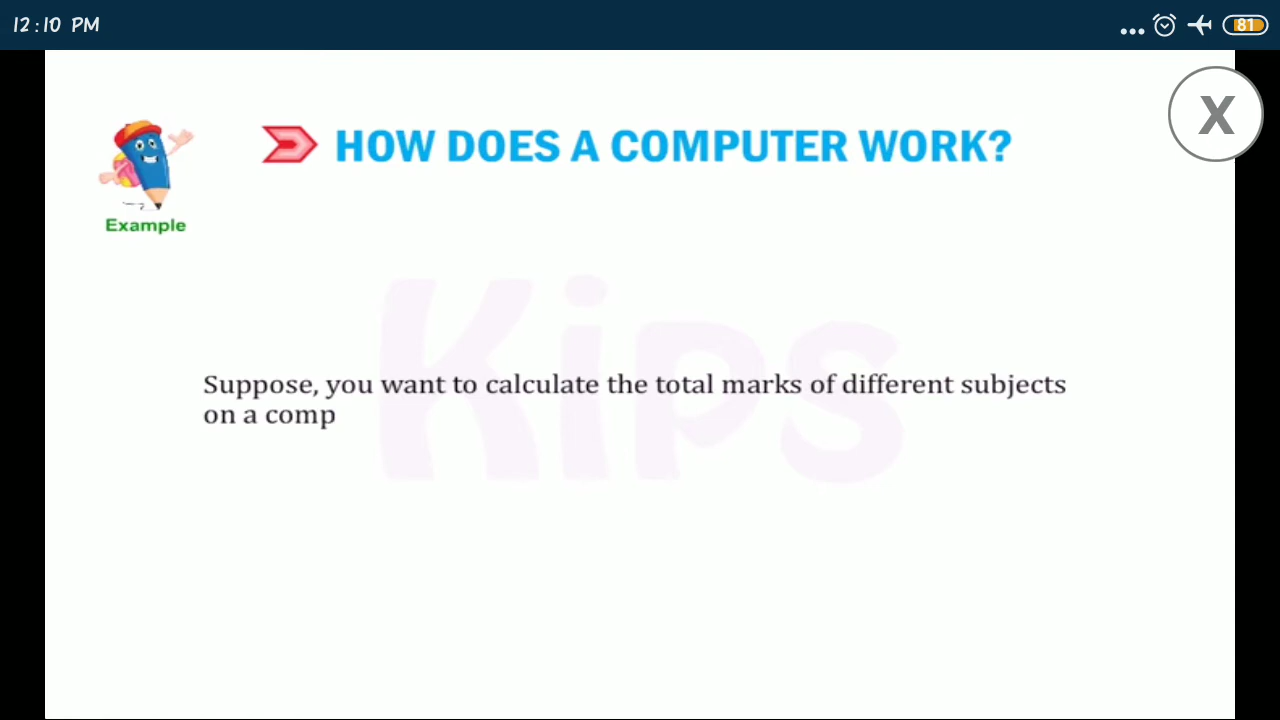 12:10 PM
81
X
HOW DOES A COMPUTER WORK?
Example
Kips
Suppose, you want to calculate the total marks of different subjects
on a comp